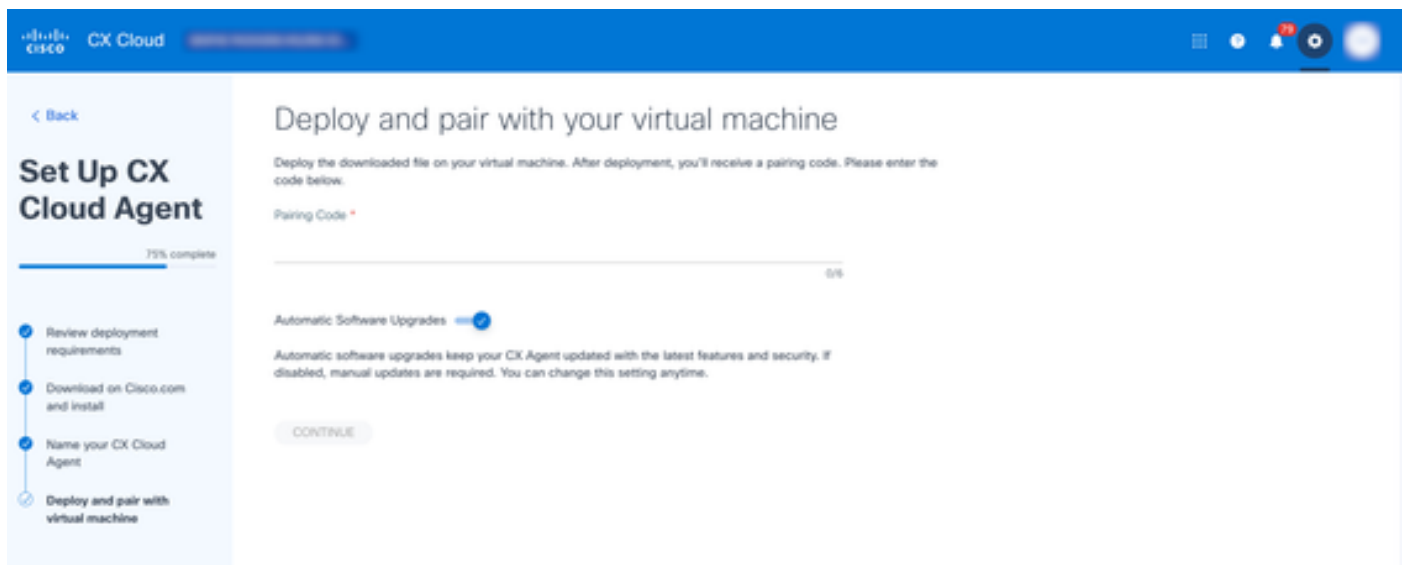 CISCO CX Cloud
79
< Back
Set Up CX
Cloud Agent
75% complete
Review deployment
requirements
Download on Cisco.com
and install
Name your CX Cloud
Agent
Deploy and pair with
virtual machine
Deploy and pair with your virtual machine
Deploy the downloaded file on your virtual machine. After deployment, you'll receive a pairing code. Please enter the
code below.
Pairing Code *
0/6
Automatic Software Upgrades
Automatic software upgrades keep your CX Agent updated with the latest features and security. If
disabled, manual updates are required. You can change this setting anytime.
CONTINUE